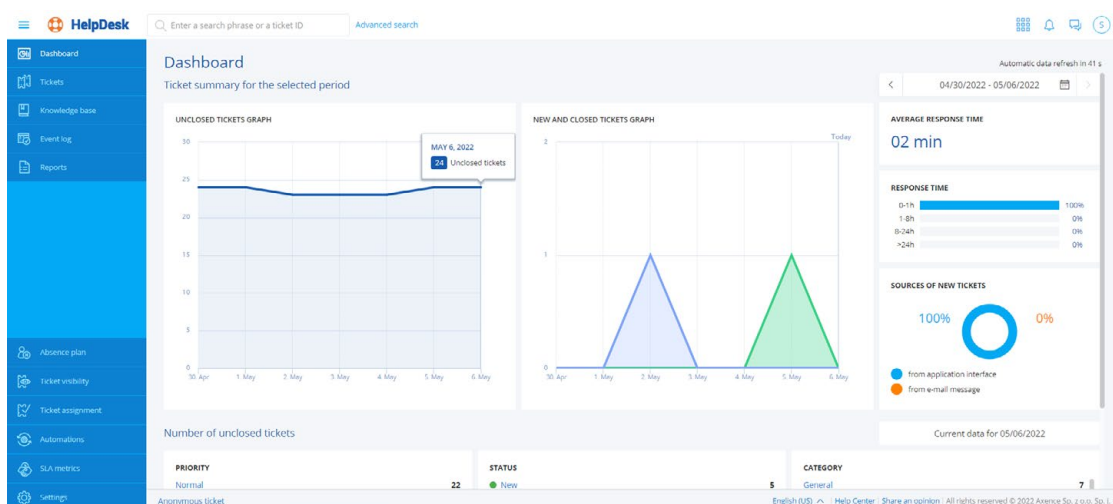 HelpDesk
Enter a search phrase or a ticket ID
Advanced search
S
Dashboard
Tickets
Knowledge base
Event log
Reports
Absence plan
Ticket visibility
Ticket assignment
Automations
SLA metrics
Settings
Dashboard
Automatic data refresh in 41 s
Ticket summary for the selected period
04/30/2022 - 05/06/2022
UNCLOSED TICKETS GRAPH
30
25
20
15
10
5
0
30. Apr 1. May 2. May 3. May 4. May 5. May 6. May
MAY 6, 2022
24 Unclosed tickets
NEW AND CLOSED TICKETS GRAPH
Today
2
1
0
30. Apr 1. May 2. May 3. May 4. May 5. May 6. May
AVERAGE RESPONSE TIME
02 min
RESPONSE TIME
0-1h 100%
1-8h 0%
8-24h 0%
>24h 0%
SOURCES OF NEW TICKETS
100% 0%
from application interface
from e-mail message
Number of unclosed tickets
Current data for 05/06/2022
PRIORITY
Normal 22
STATUS
New 5
CATEGORY
General 7
Anonymous ticket
English (US) Help Center Share an opinion All rights reserved © 2022 Axence Sp. z o.o. Sp. j.